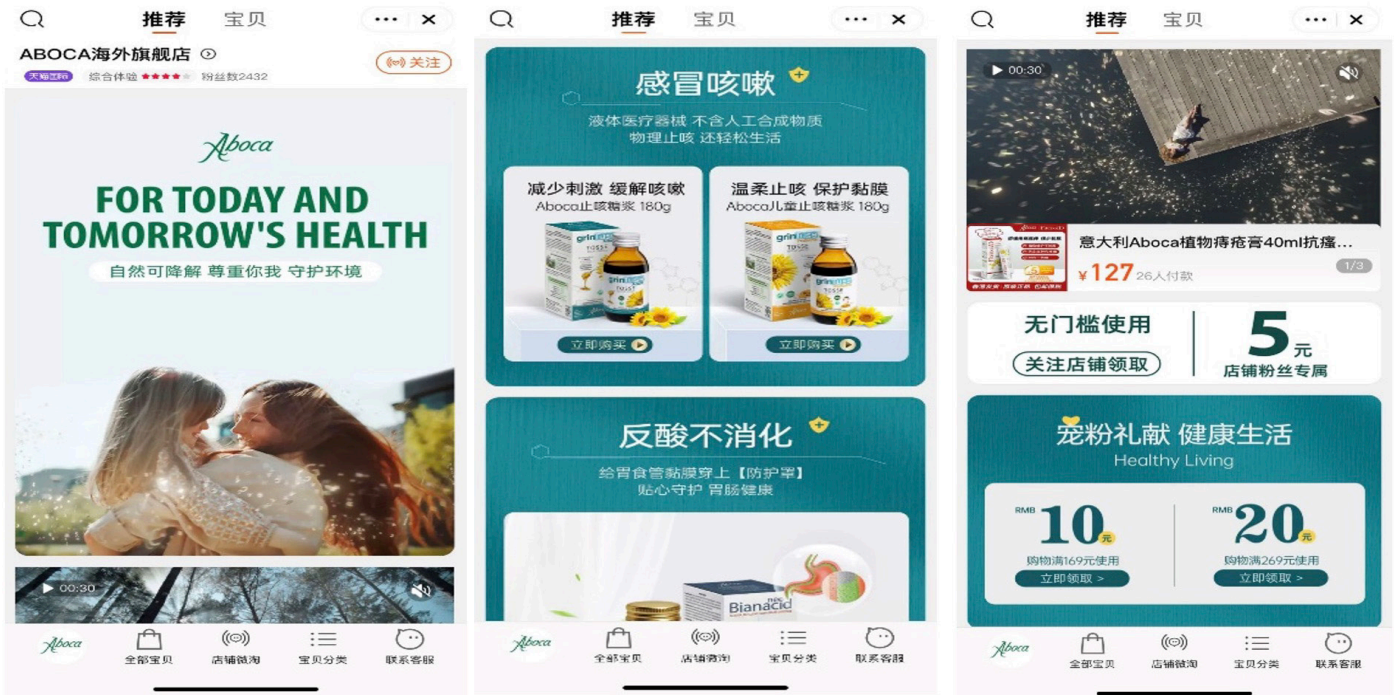 推荐
宝贝
ABOCA海外旗舰店
关注
天猫国际
综合体验
粉丝数2432
Aboca
FOR TODAY AND
TOMORROW'S HEALTH
自然可降解 尊重你我 守护环境
00:30
Aboca
全部宝贝
店铺微淘
宝贝分类
联系客服
推荐
宝贝
感冒咳嗽
液体医疗器械 不含人工合成物质
物理止咳 还轻松生活
减少刺激 缓解咳嗽
Aboca止咳糖浆 180g
立即购买
温柔止咳 保护黏膜
Aboca儿童止咳糖浆 180g
立即购买
反酸不消化
给胃食管黏膜穿上【防护罩】
贴心守护 胃肠健康
Bianacid
Aboca
全部宝贝
店铺微淘
宝贝分类
联系客服
推荐
宝贝
00:30
意大利Aboca植物痔疮膏40ml抗瘙...
¥127 26人付款
1/3
无门槛使用
关注店铺领取
5元
店铺粉丝专属
宠粉礼献 健康生活
Healthy Living
RMB 10元
购物满169元使用
立即领取 >
RMB 20元
购物满269元使用
立即领取 >
Aboca
全部宝贝
店铺微淘
宝贝分类
联系客服